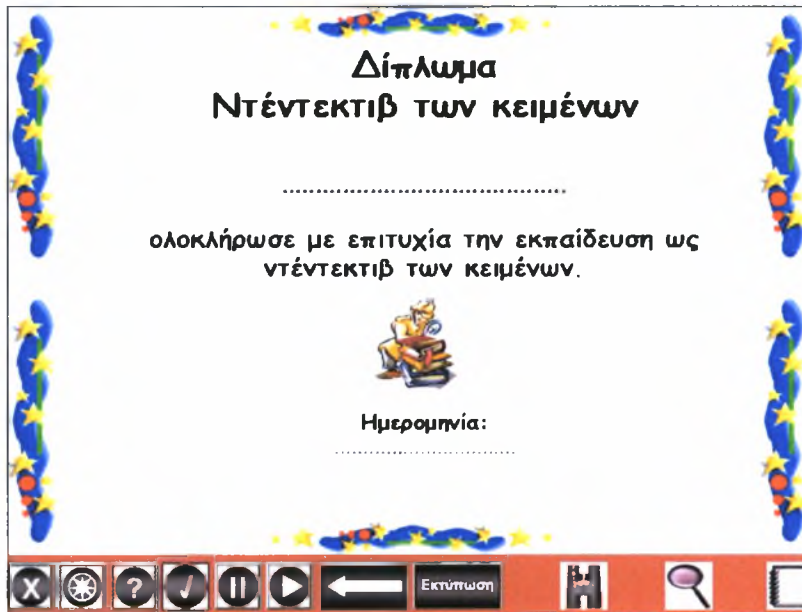 Δίπλωμα
Ντέντεκτιβ των κειμένων
..........................................
ολοκλήρωσε με επιτυχία την εκπαίδευση ως
ντέντεκτιβ των κειμένων.
Ημερομηνία:
..............................
Εκτύπωση